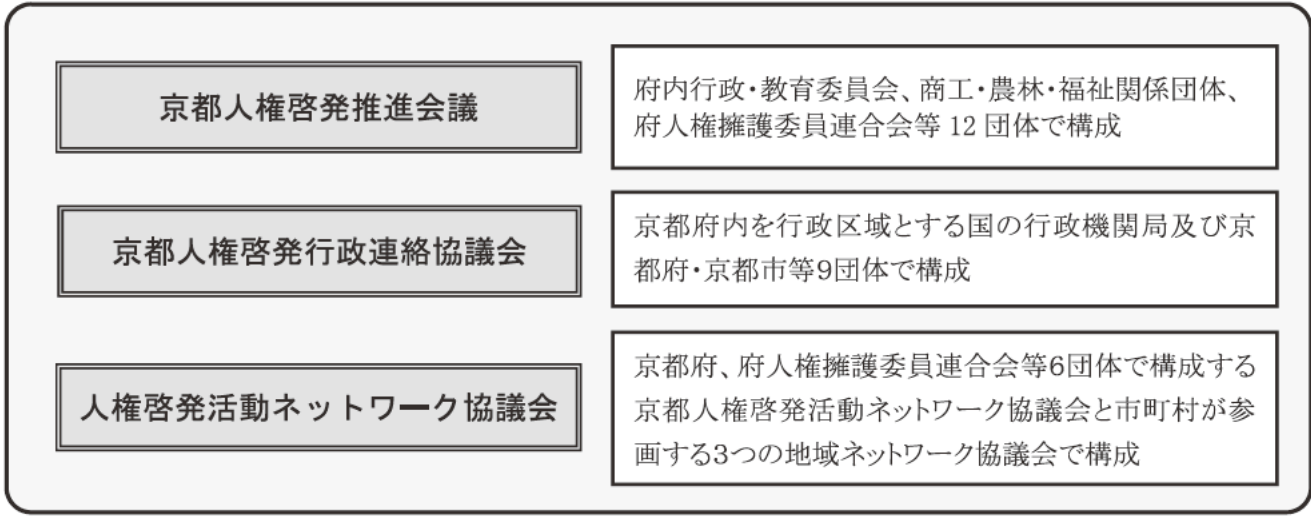 京都人権啓発推進会議
府内行政・教育委員会、商工・農林・福祉関係団体、
府人権擁護委員連合会等 12 団体で構成
京都人権啓発行政連絡協議会
京都府内を行政区域とする国の行政機関局及び京
都府・京都市等9団体で構成
人権啓発活動ネットワーク協議会
京都府、府人権擁護委員連合会等6団体で構成する
京都人権啓発活動ネットワーク協議会と市町村が参
画する3つの地域ネットワーク協議会で構成